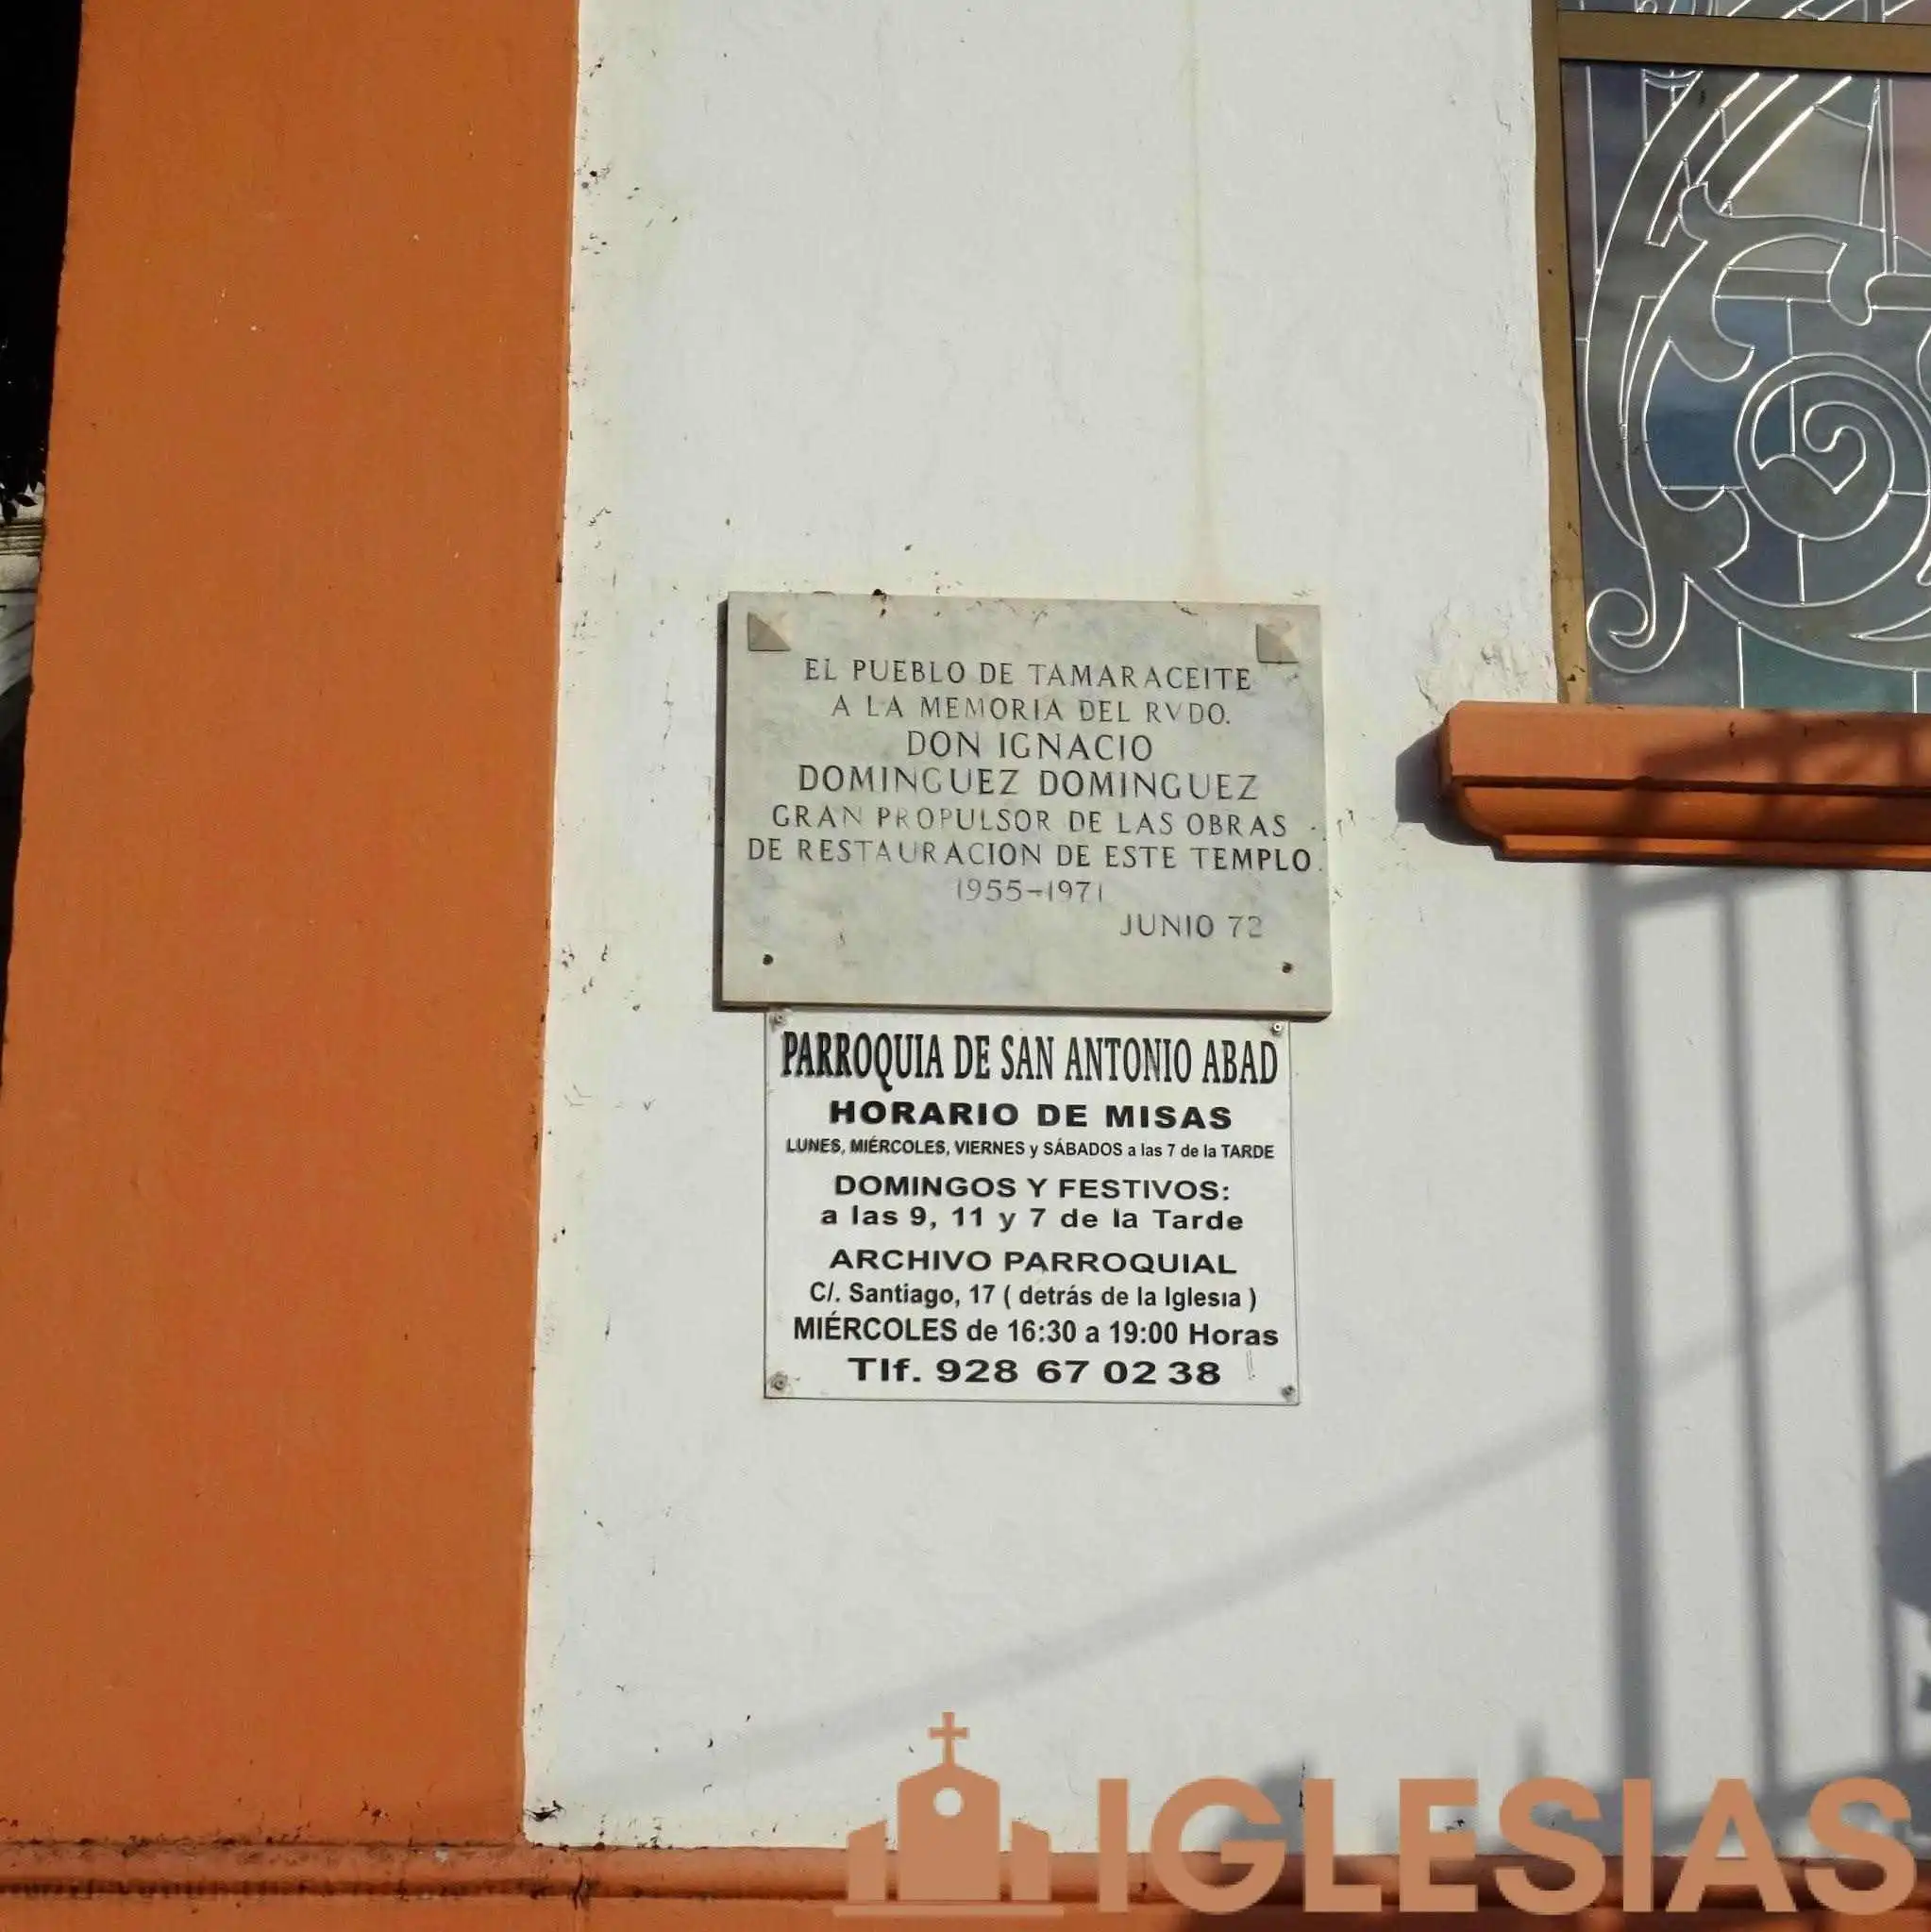 EL PUEBLO DE TAMARACEITE
A LA MEMORIA DEL RVDO.
DON IGNACIO
DOMINGUEZ DOMINGUEZ
GRAN PROPULSOR DE LAS OBRAS
DE RESTAURACION DE ESTE TEMPLO.
1955-1971
JUNIO 72
PARROQUIA DE SAN ANTONIO ABAD
HORARIO DE MISAS
LUNES, MIÉRCOLES, VIERNES y SÁBADOS a las 7 de la TARDE
DOMINGOS Y FESTIVOS:
a las 9, 11 y 7 de la Tarde
ARCHIVO PARROQUIAL
C/. Santiago, 17 ( detrás de la Iglesia )
MIÉRCOLES de 16:30 a 19:00 Horas
Tlf. 928 67 02 38
IGLESIAS